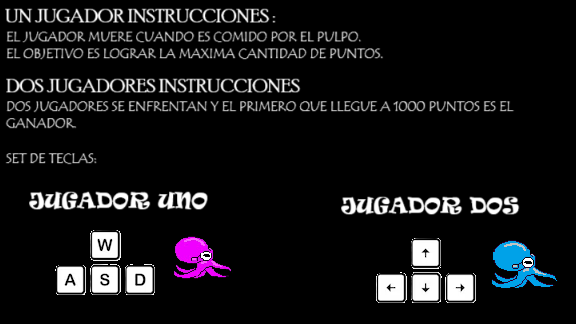 UN JUGADOR INSTRUCCIONES :
EL JUGADOR MUERE CUANDO ES COMIDO POR EL PULPO.
EL OBJETIVO ES LOGRAR LA MAXIMA CANTIDAD DE PUNTOS.
DOS JUGADORES INSTRUCCIONES
DOS JUGADORES SE ENFRENTAN Y EL PRIMERO QUE LLEGUE A 1000 PUNTOS ES EL
GANADOR.
SET DE TECLAS:
JUGADOR UNO
JUGADOR DOS
W
↑
A S D
← ↓ →